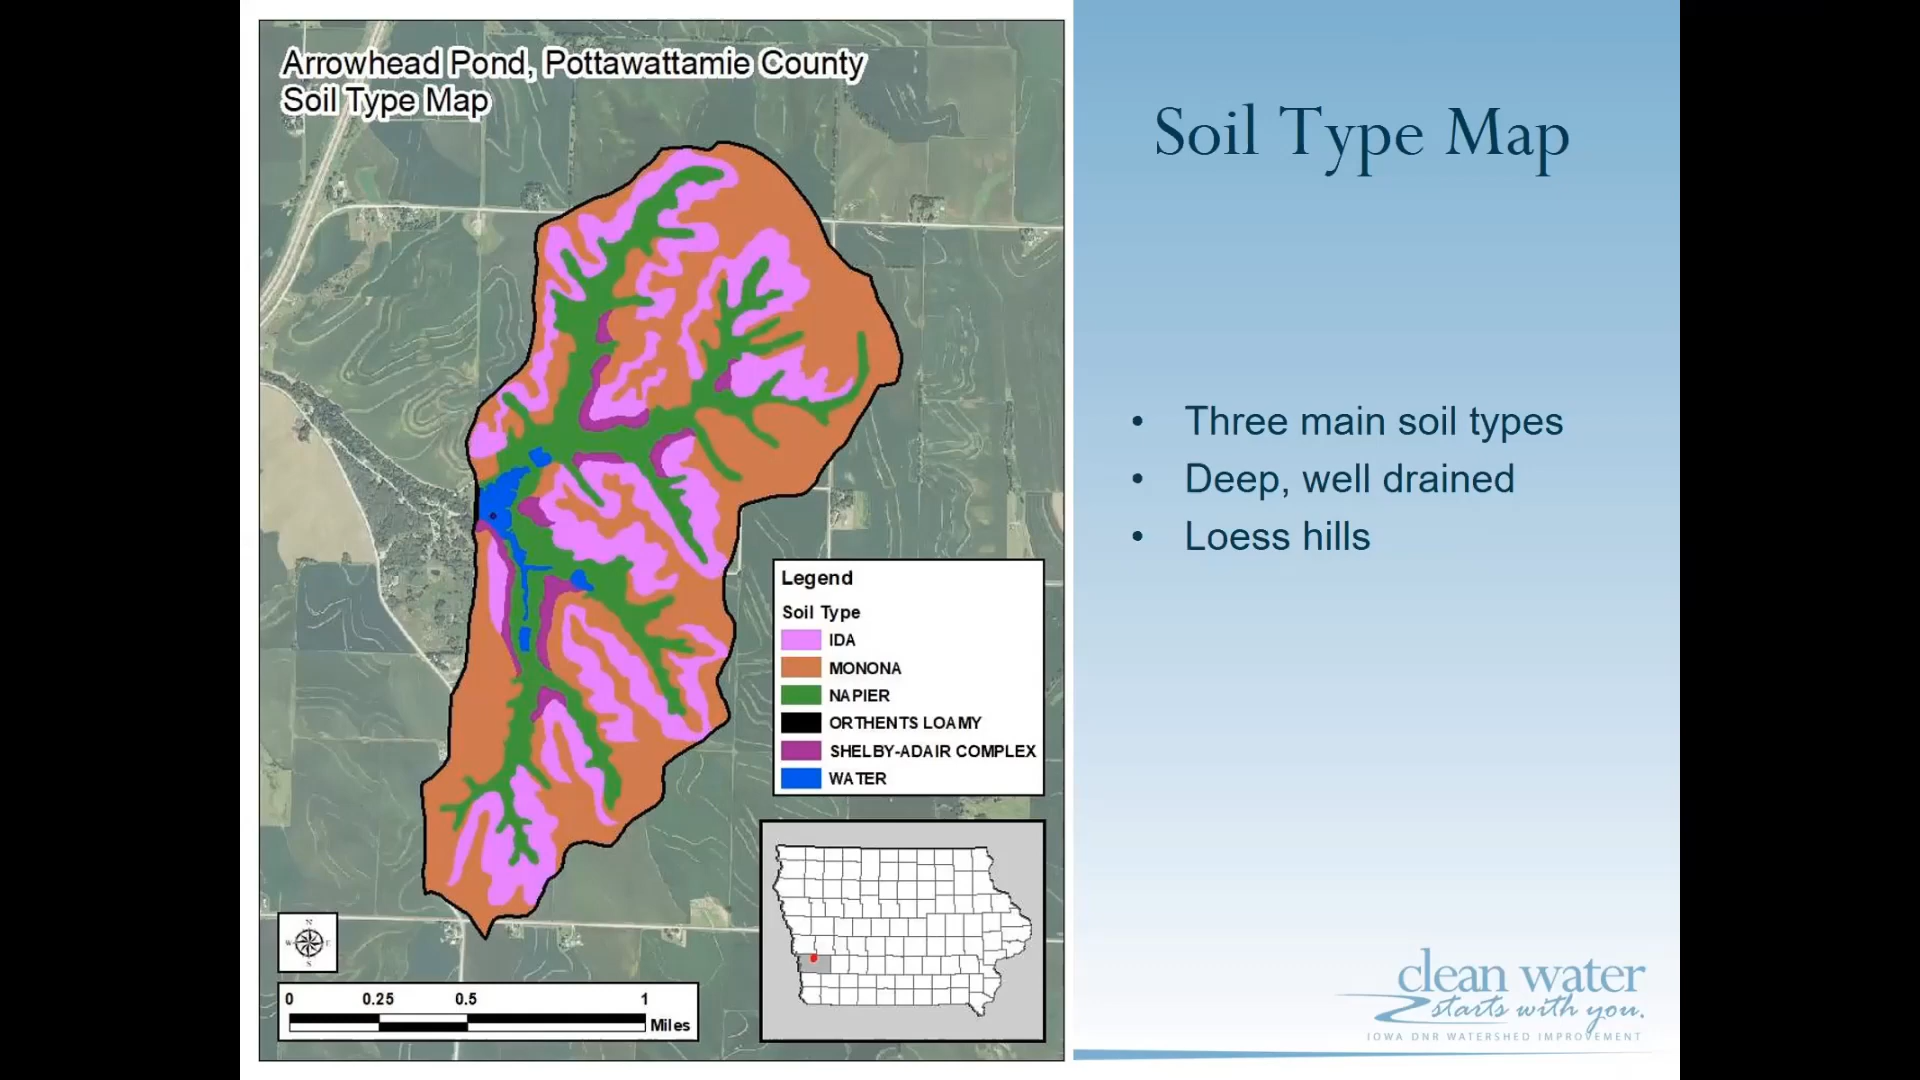 Arrowhead Pond, Pottawattamie County
Soil Type Map
Legend
Soil Type
IDA
MONONA
NAPIER
ORTHENTS LOAMY
SHELBY-ADAIR COMPLEX
WATER
N
W E
S
0 0.25 0.5 1
Miles
Soil Type Map
• Three main soil types
• Deep, well drained
• Loess hills
clean water
starts with you.
IOWA DNR WATERSHED IMPROVEMENT